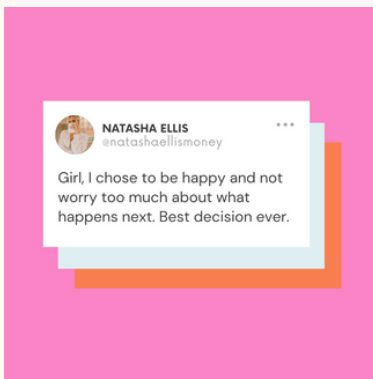 NATASHA ELLIS
@natashaellismoney
Girl, I chose to be happy and not
worry too much about what
happens next. Best decision ever.